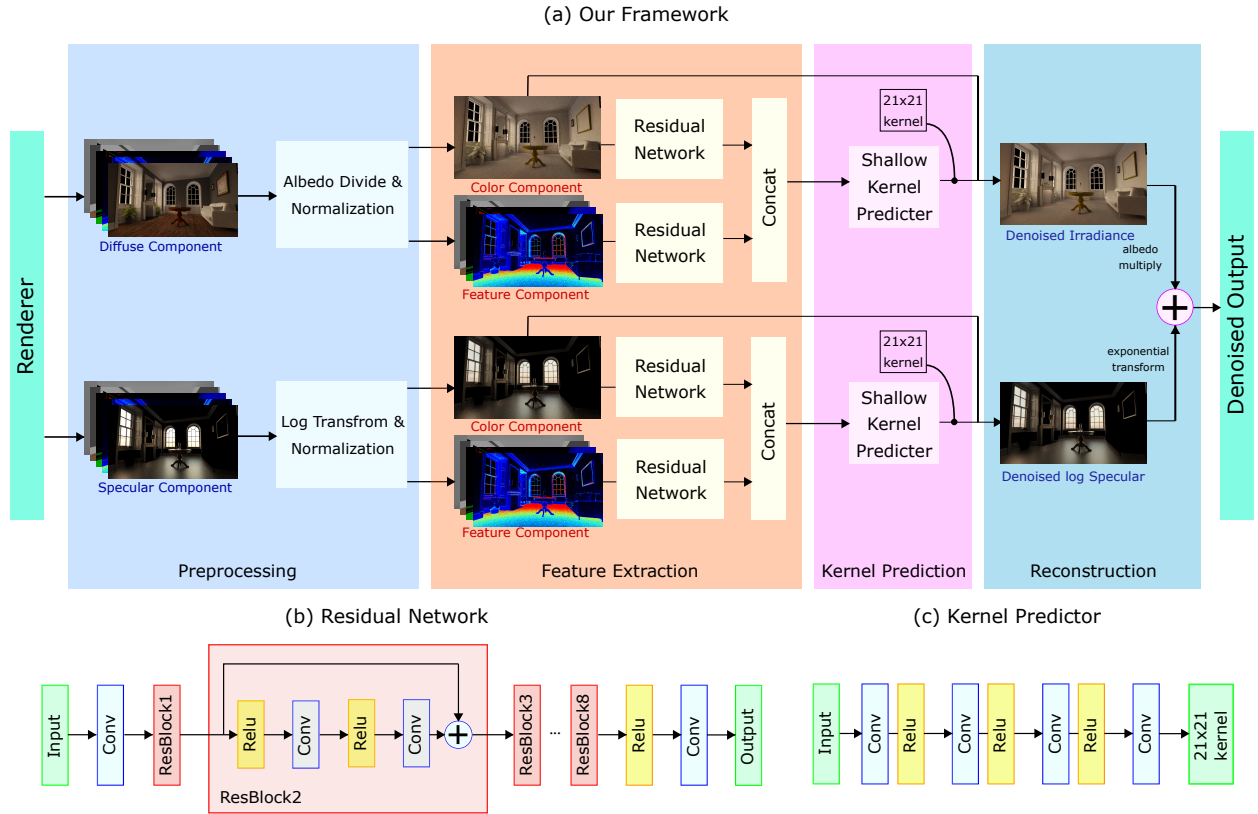 (a) Our Framework
Renderer
Diffuse Component
Albedo Divide &
Normalization
Color Component
Feature Component
Residual
Network
Residual
Network
Concat
21x21
kernel
Shallow
Kernel
Predicter
Denoised Irradiance
albedo
multiply
Specular Component
Log Transfrom &
Normalization
Color Component
Feature Component
Residual
Network
Residual
Network
Concat
21x21
kernel
Shallow
Kernel
Predicter
Denoised log Specular
exponential
transform
Denoised Output
Preprocessing
Feature Extraction
Kernel Prediction
Reconstruction
(b) Residual Network
Input
Conv
ResBlock1
Relu
Conv
Relu
Conv
ResBlock2
ResBlock3
...
ResBlock8
Relu
Conv
Output
(c) Kernel Predictor
Input
Conv
Relu
Conv
Relu
Conv
Relu
Conv
21x21
kernel